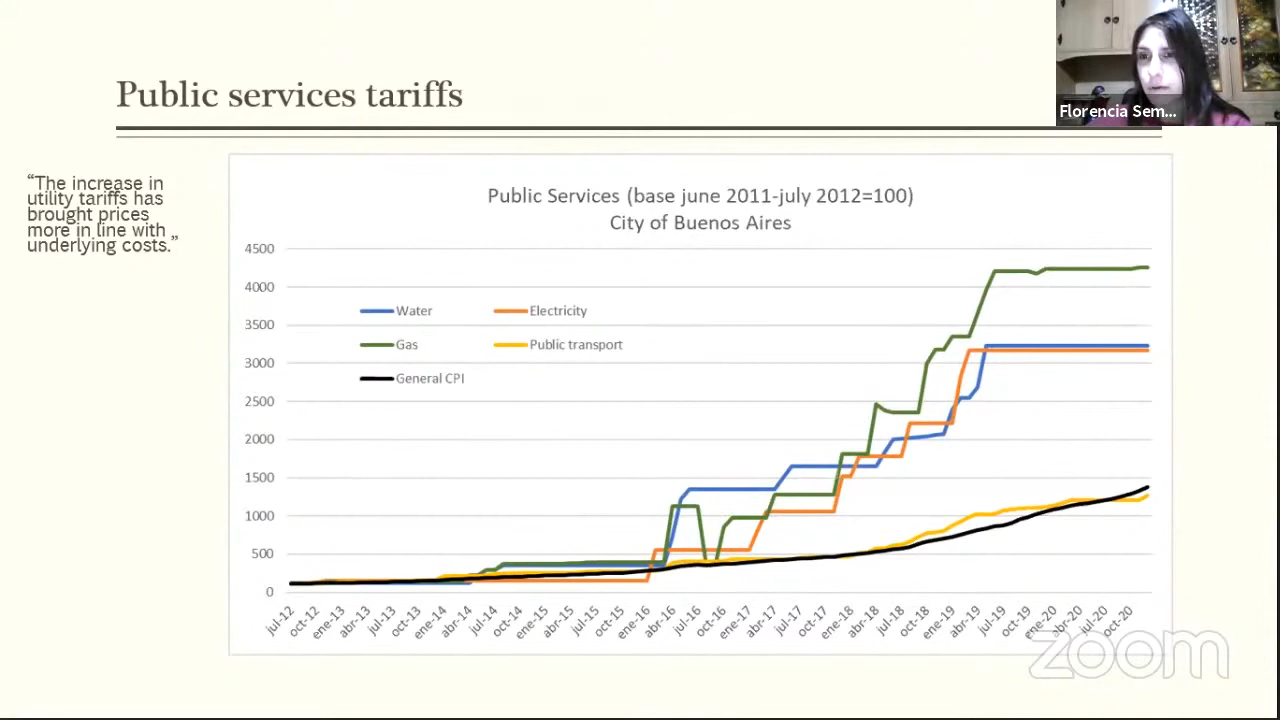 Public services tariffs
Florencia Sem...
“The increase in
utility tariffs has
brought prices
more in line with
underlying costs.”
Public Services (base june 2011-july 2012=100)
City of Buenos Aires
4500
4000
3500
3000
2500
2000
1500
1000
500
0
Water
Electricity
Gas
Public transport
General CPI
jul-12
oct-12
ene-13
abr-13
jul-13
oct-13
ene-14
abr-14
jul-14
oct-14
ene-15
abr-15
jul-15
oct-15
ene-16
abr-16
jul-16
oct-16
ene-17
abr-17
jul-17
oct-17
ene-18
abr-18
jul-18
oct-18
ene-19
abr-19
jul-19
oct-19
ene-20
abr-20
jul-20
oct-20
zoom